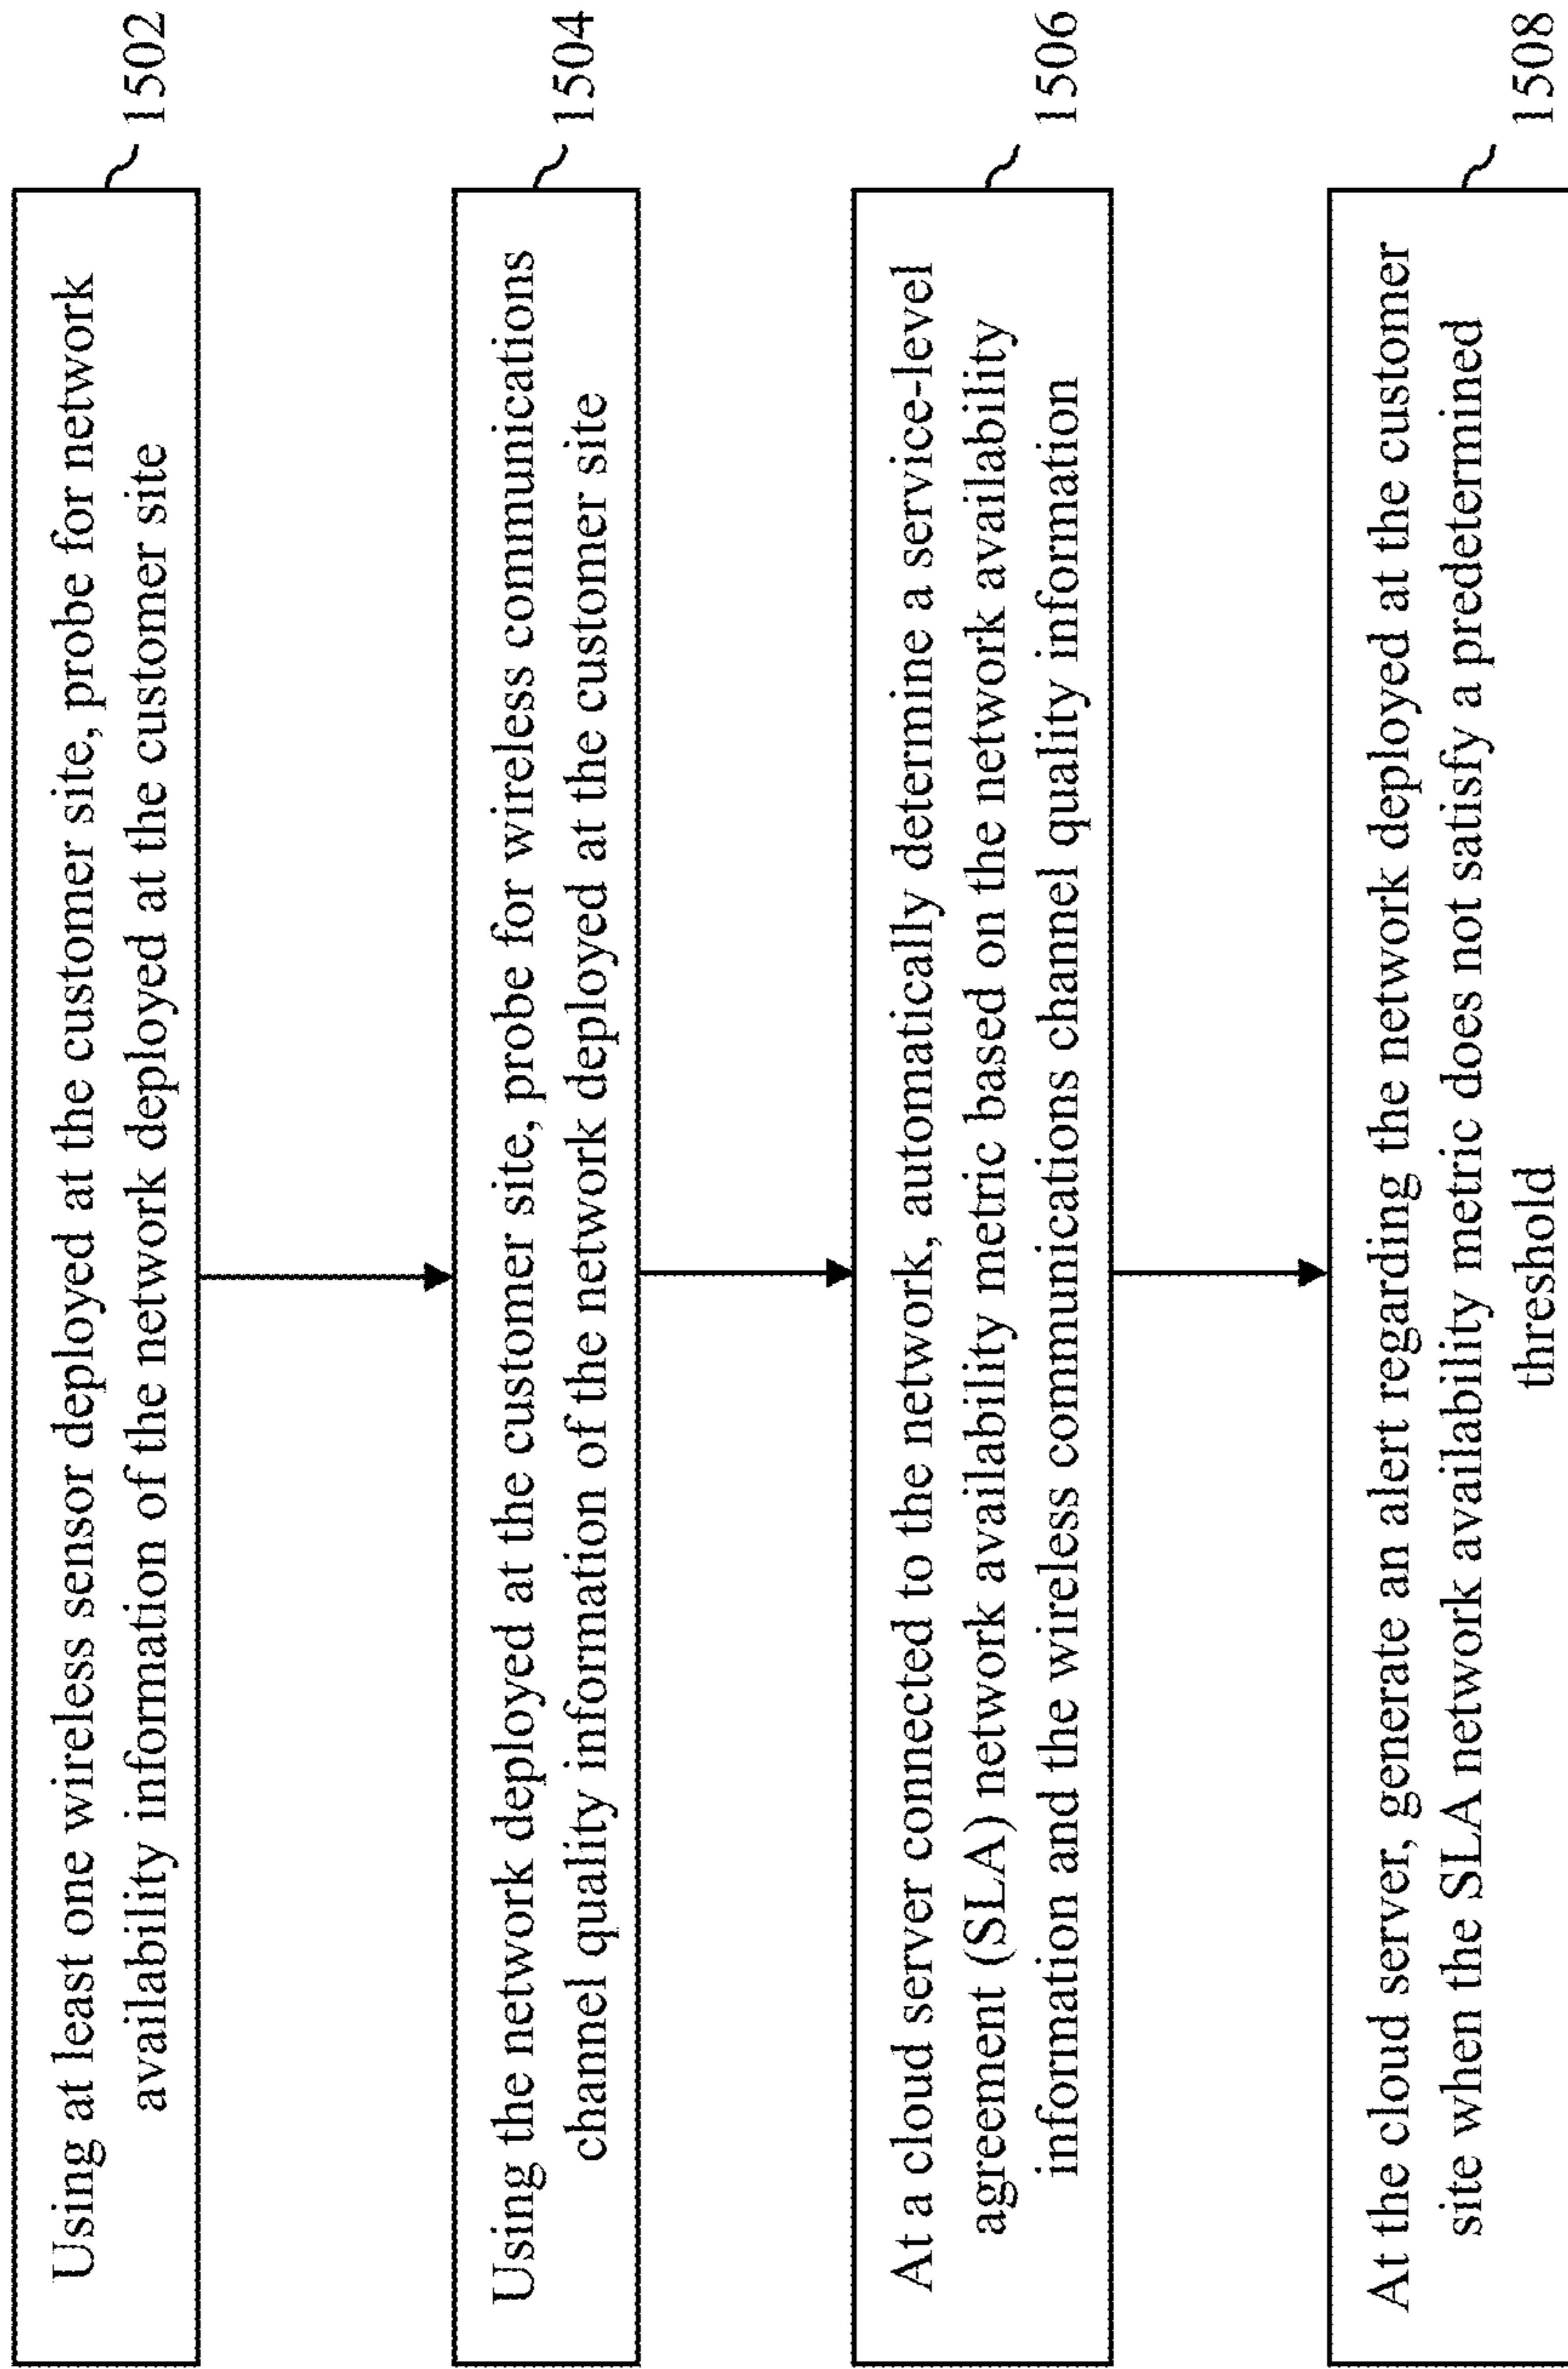 Using at least one wireless sensor deployed at the customer site, probe for network
availability information of the network deployed at the customer site
1502
Using the network deployed at the customer site, probe for wireless communications
channel quality information of the network deployed at the customer site
1504
At a cloud server connected to the network, automatically determine a service-level
agreement (SLA) network availability metric based on the network availability
information and the wireless communications channel quality information
1506
At the cloud server, generate an alert regarding the network deployed at the customer
site when the SLA network availability metric does not satisfy a predetermined
threshold
1508